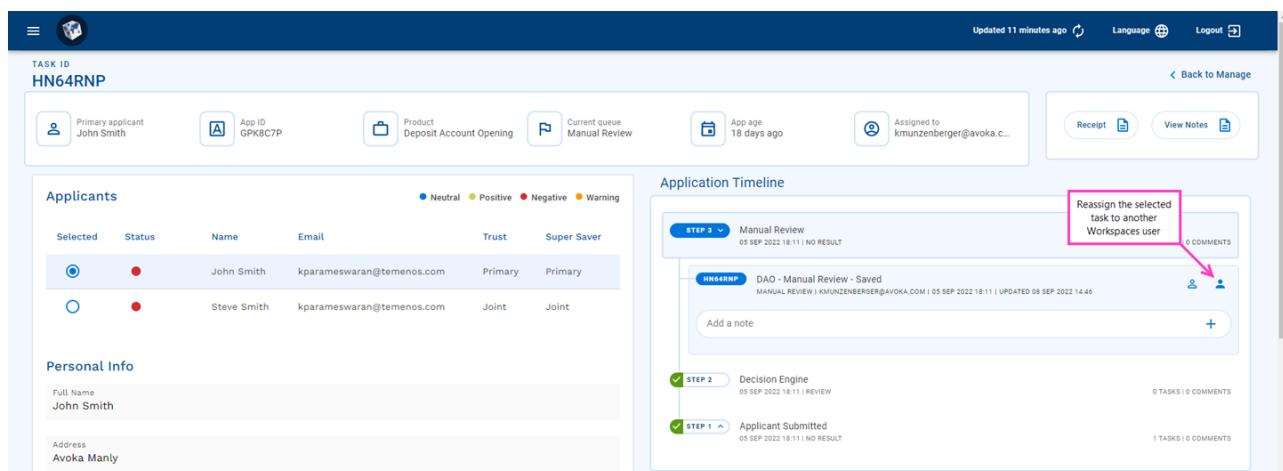 Updated 11 minutes ago
Language
Logout
TASK ID
HN64RNP
Back to Manage
Primary applicant
John Smith
App ID
GPK8C7P
Product
Deposit Account Opening
Current queue
Manual Review
App age
18 days ago
Assigned to
kmunzenberger@avoka.c...
Receipt
View Notes
Applicants
Neutral Positive Negative Warning
Selected Status Name Email Trust Super Saver
John Smith kparameswaran@temenos.com Primary Primary
Steve Smith kparameswaran@temenos.com Joint Joint
Personal Info
Full Name
John Smith
Address
Avoka Manly
Application Timeline
Reassign the selected
task to another
Workspaces user
STEP 3 Manual Review
05 SEP 2022 18:11 | NO RESULT | 0 COMMENTS
HN64RNP DAO - Manual Review - Saved
MANUAL REVIEW | KMUNZENBERGER@AVOKA.COM | 05 SEP 2022 18:11 | UPDATED 08 SEP 2022 14:46
Add a note
STEP 2 Decision Engine
05 SEP 2022 18:11 | REVIEW 0 TASKS | 0 COMMENTS
STEP 1 Applicant Submitted
05 SEP 2022 18:11 | NO RESULT 1 TASKS | 0 COMMENTS